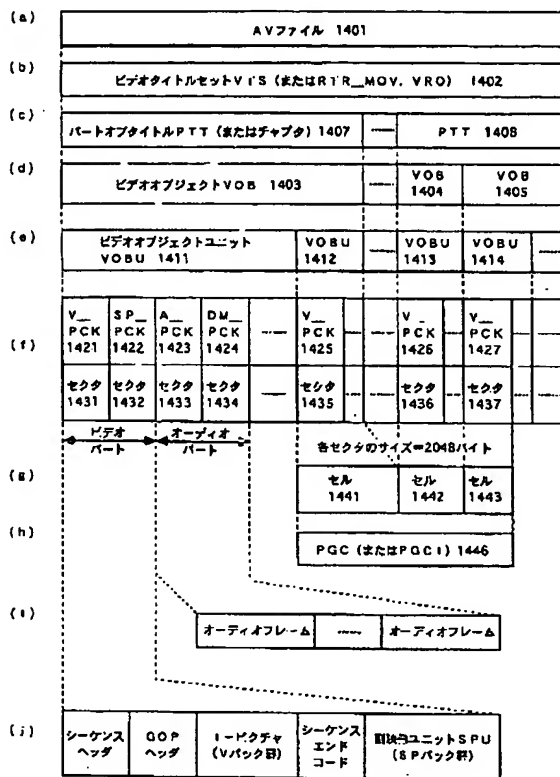 (a)
AVファイル 1401
(b)
ビデオタイトルセットVTS (またはRTR__MOV. VRO) 1402
(c)
パートオブタイトルPTT (またはチャプタ) 1407
PTT 1408
(d)
ビデオオブジェクトVOB 1403
VOB
1404
VOB
1405
(e)
ビデオオブジェクトユニット
VOBU 1411
VOBU
1412
VOBU
1413
VOBU
1414
(f)
V__
PCK
1421
SP__
PCK
1422
A__
PCK
1423
DM__
PCK
1424
V__
PCK
1425
V_
PCK
1426
V__
PCK
1427
セクタ
1431
セクタ
1432
セクタ
1433
セクタ
1434
セクタ
1435
セクタ
1436
セクタ
1437
ビデオ
パート
オーディオ
パート
各セクタのサイズ=2048バイト
(g)
セル
1441
セル
1442
セル
1443
(h)
PGC (またはPGCI) 1446
(i)
オーディオフレーム
オーディオフレーム
(j)
シーケンス
ヘッダ
GOP
ヘッダ
I-ピクチャ
(Vパック群)
シーケンス
エンド
コード
副映像ユニットSPU
(SPパック群)